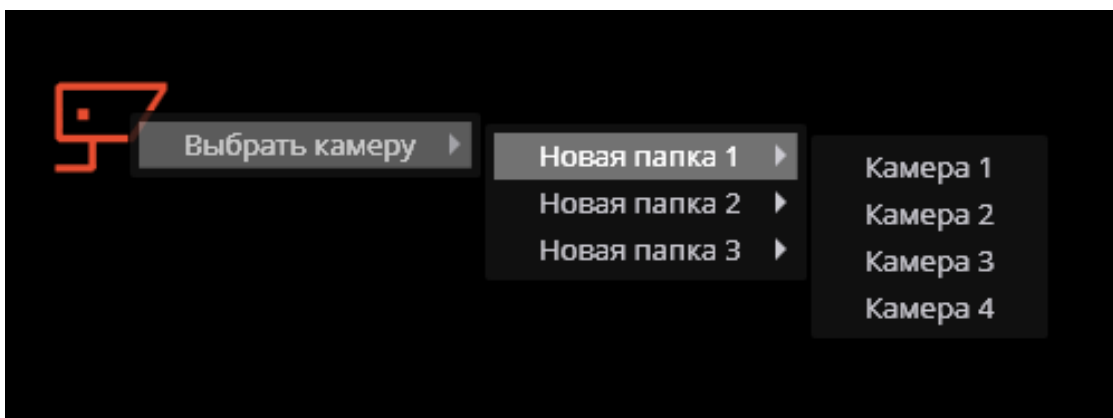 Выбрать камеру
Новая папка 1
Новая папка 2
Новая папка 3
Камера 1
Камера 2
Камера 3
Камера 4